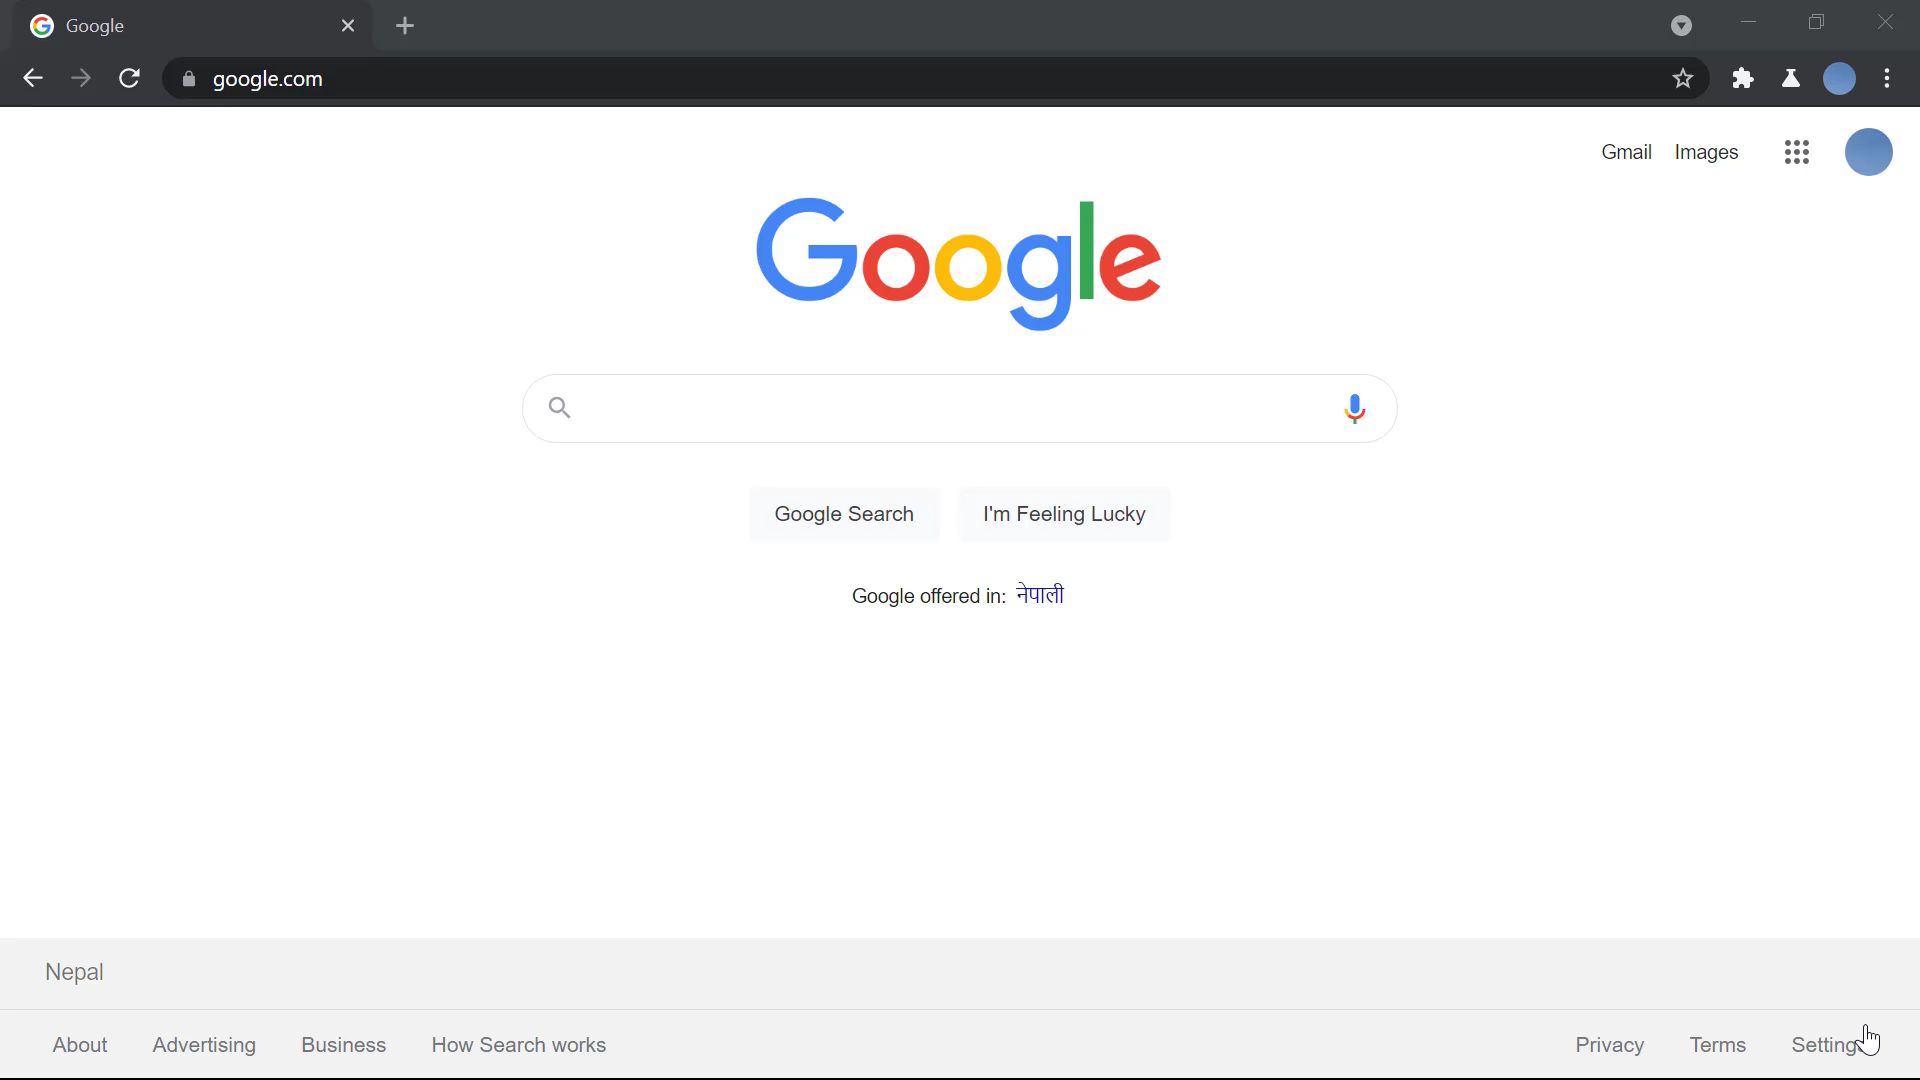 Google
google.com
Gmail Images
Google
Google Search I'm Feeling Lucky
Google offered in: नेपाली
Nepal
About Advertising Business How Search works Privacy Terms Setting